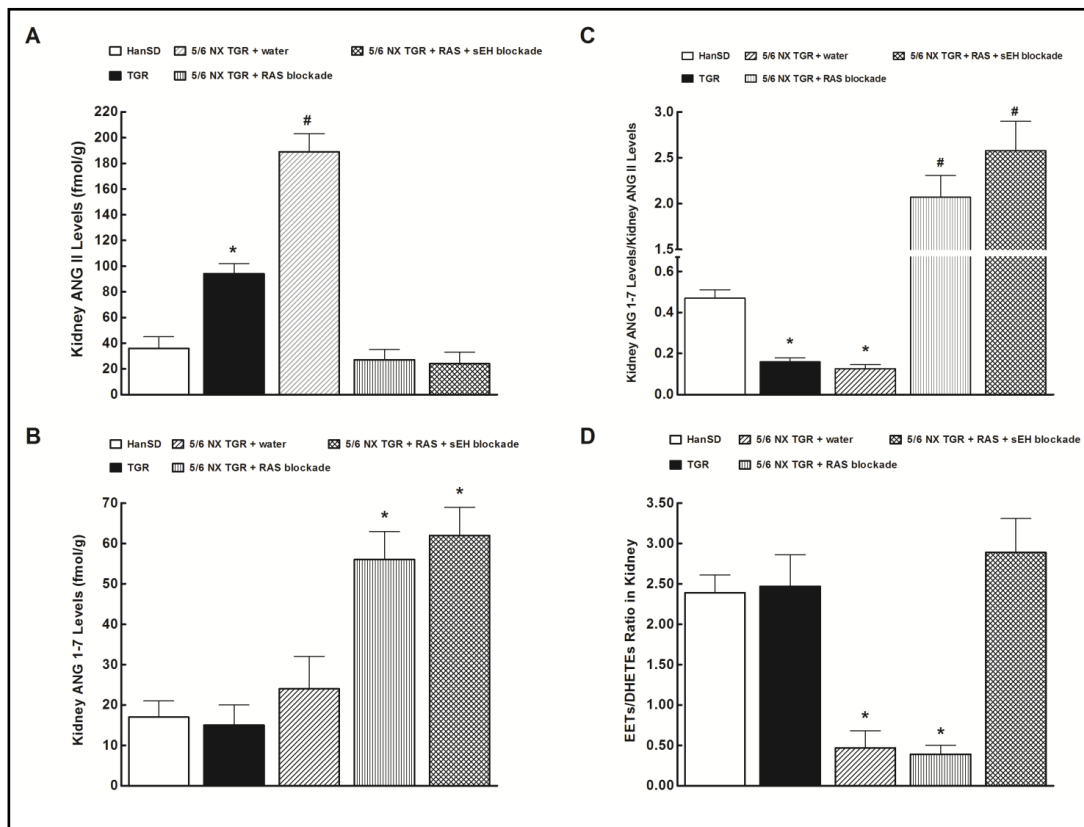 A
HanSD 5/6 NX TGR + water 5/6 NX TGR + RAS + sEH blockade
TGR 5/6 NX TGR + RAS blockade
Kidney ANG II Levels (fmol/g)
220
200
180
160
140
120
100
80
60
40
20
0
*
#
B
HanSD 5/6 NX TGR + water 5/6 NX TGR + RAS + sEH blockade
TGR 5/6 NX TGR + RAS blockade
Kidney ANG 1-7 Levels (fmol/g)
70
60
50
40
30
20
10
0
*
*
C
HanSD 5/6 NX TGR + water 5/6 NX TGR + RAS + sEH blockade
TGR 5/6 NX TGR + RAS blockade
Kidney ANG 1-7 Levels/Kidney ANG II Levels
3.0
2.5
2.0
1.5
0.6
0.4
0.2
0.0
*
*
#
#
D
HanSD 5/6 NX TGR + water 5/6 NX TGR + RAS + sEH blockade
TGR 5/6 NX TGR + RAS blockade
EETs/DHETEs Ratio in Kidney
3.50
3.00
2.50
2.00
1.50
1.00
0.50
0.00
*
*